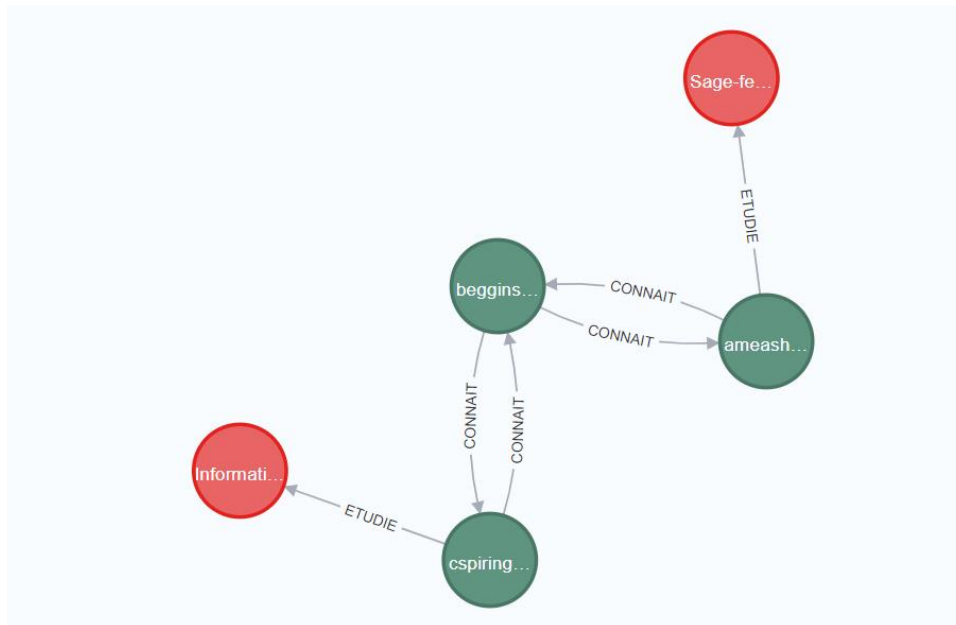 Sage-fe...
ETUDIE
beggins...
CONNAIT
CONNAIT
ameash...
CONNAIT
CONNAIT
Informati...
ETUDIE
cspiring...